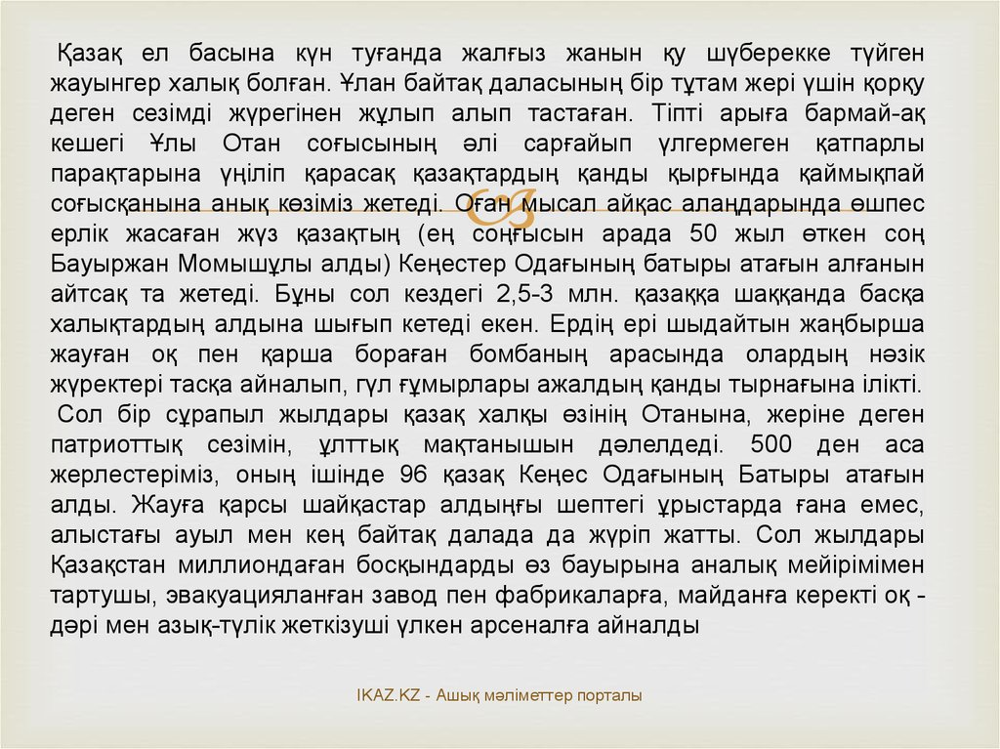 Қазақ ел басына күн туғанда жалғыз жанын қу шүберекке түйген
жауынгер халық болған. Ұлан байтақ даласының бір тұтам жері үшін қорқу
деген сезімді жүрегінен жұлып алып тастаған. Тіпті арыға бармай-ақ
кешегі Ұлы Отан соғысының әлі сарғайып үлгермеген қатпарлы
парақтарына үңіліп қарасақ қазақтардың қанды қырғында қаймықпай
соғысқанына анық көзіміз жетеді. Оған мысал айқас алаңдарында өшпес
ерлік жасаған жүз қазақтың (ең соңғысын арада 50 жыл өткен соң
Бауыржан Момышұлы алды) Кеңестер Одағының батыры атағын алғанын
айтсақ та жетеді. Бұны сол кездегі 2,5-3 млн. қазаққа шаққанда басқа
халықтардың алдына шығып кетеді екен. Ердің ері шыдайтын жаңбырша
жауған оқ пен қарша бораған бомбаның арасында олардың нәзік
жүректері тасқа айналып, гүл ғұмырлары ажалдың қанды тырнағына ілікті.
Сол бір сұрапыл жылдары қазақ халқы өзінің Отанына, жеріне деген
патриоттық сезімін, ұлттық мақтанышын дәлелдеді. 500 ден аса
жерлестеріміз, оның ішінде 96 қазақ Кеңес Одағының Батыры атағын
алды. Жауға қарсы шайқастар алдыңғы шептегі ұрыстарда ғана емес,
алыстағы ауыл мен кең байтақ далада да жүріп жатты. Сол жылдары
Қазақстан миллиондаған босқындарды өз бауырына аналық мейірімімен
тартушы, эвакуацияланған завод пен фабрикаларға, майданға керекті оқ -
дәрі мен азық-түлік жеткізуші үлкен арсеналға айналды
IKAZ.KZ - Ашық мәліметтер порталы